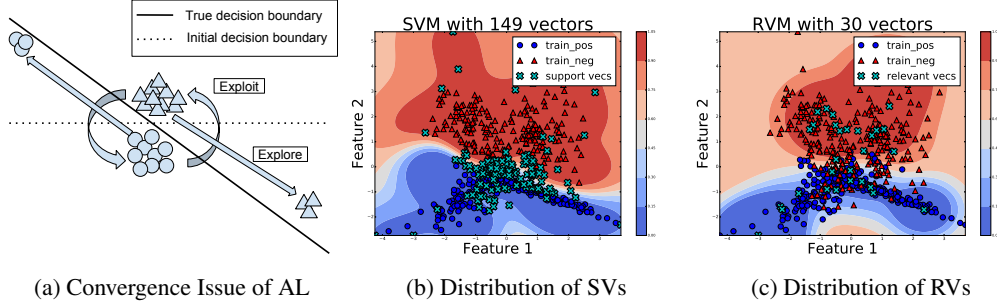 True decision boundary
Initial decision boundary
Exploit
Explore
(a) Convergence Issue of AL
SVM with 149 vectors
train_pos
train_neg
support vecs
Feature 2
Feature 1
(b) Distribution of SVs
RVM with 30 vectors
train_pos
train_neg
relevant vecs
Feature 2
Feature 1
(c) Distribution of RVs